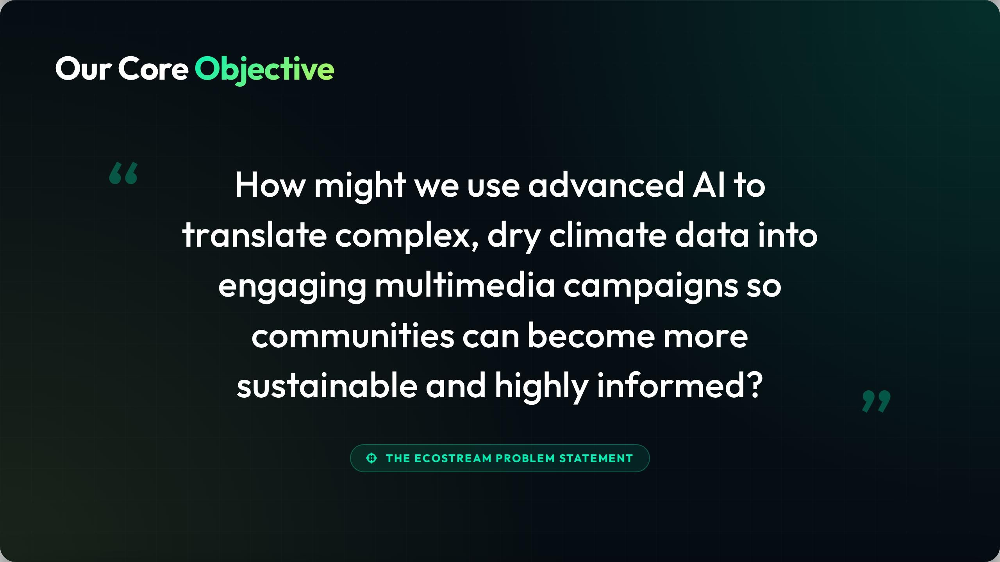 Our Core Objective
“
How might we use advanced AI to
translate complex, dry climate data into
engaging multimedia campaigns so
communities can become more
sustainable and highly informed?
”
THE ECOSTREAM PROBLEM STATEMENT